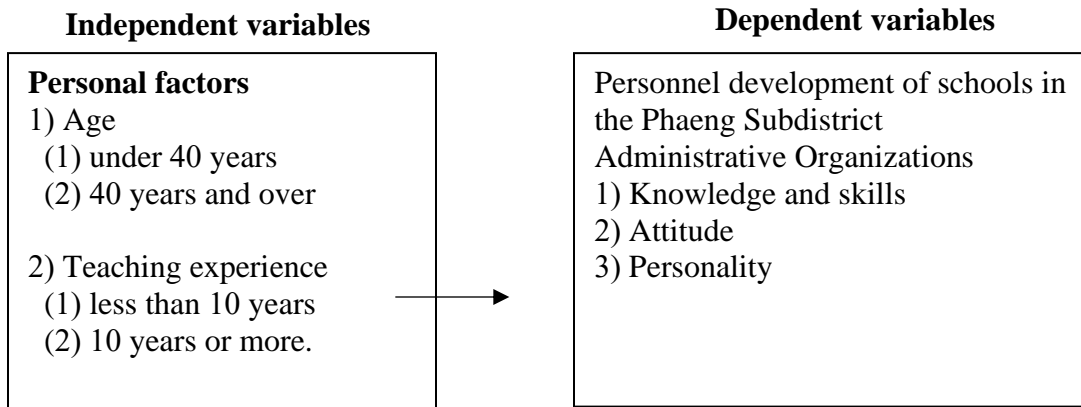 Independent variables
Personal factors
1) Age
(1) under 40 years
(2) 40 years and over
2) Teaching experience
(1) less than 10 years
(2) 10 years or more.
Dependent variables
Personnel development of schools in
the Phaeng Subdistrict
Administrative Organizations
1) Knowledge and skills
2) Attitude
3) Personality